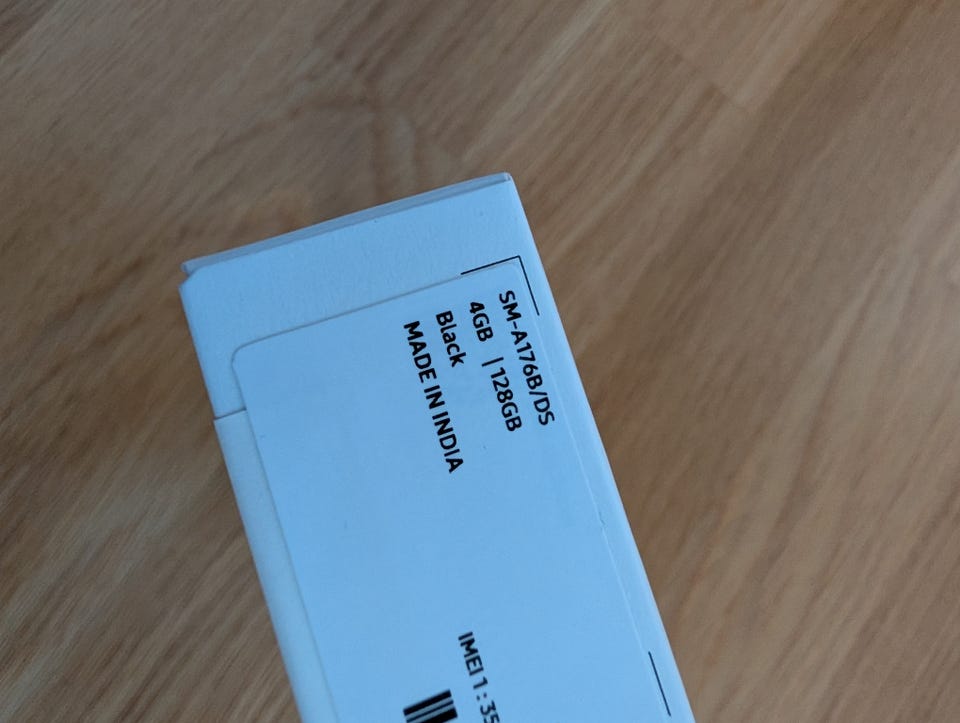 SM-A176B/DS
4GB | 128GB
Black
MADE IN INDIA
IMEI 1 : 35